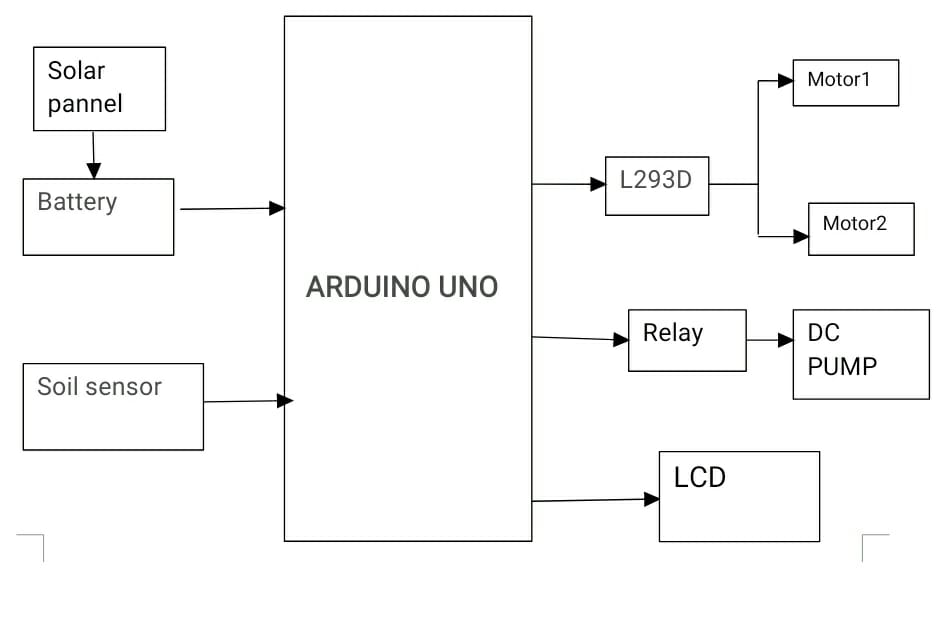 Solar
pannel
Battery
Soil sensor
ARDUINO UNO
L293D
Motor1
Motor2
Relay
DC
PUMP
LCD